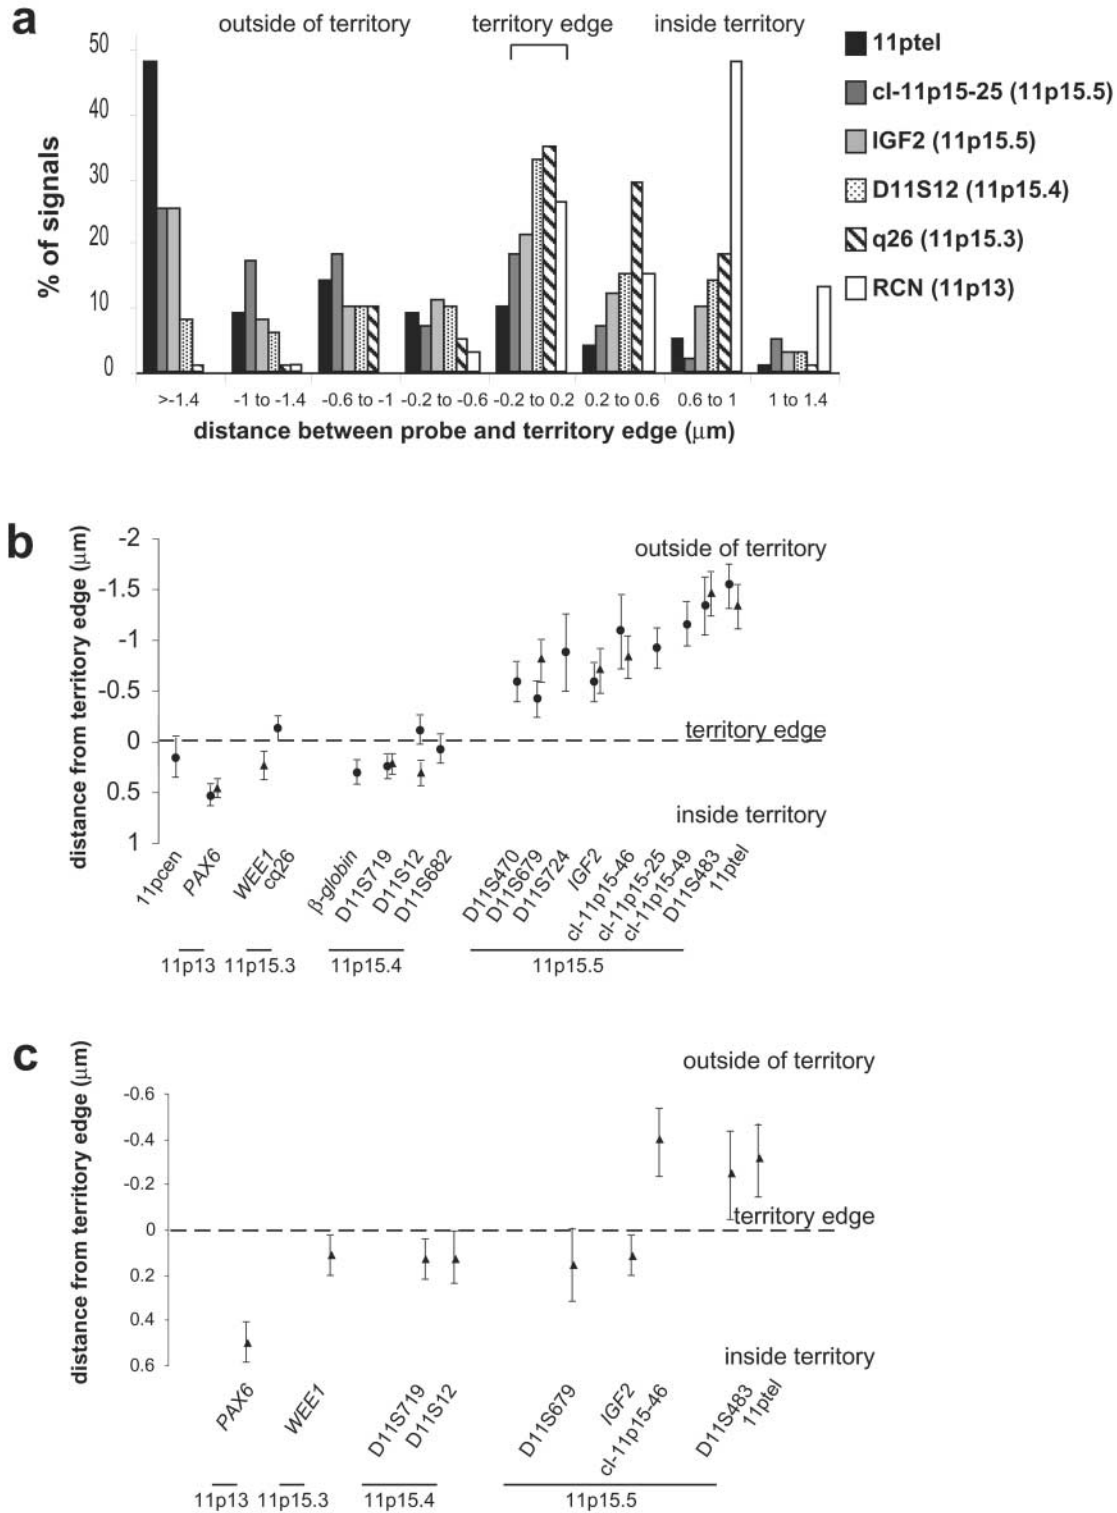 a
outside of territory
territory edge
inside territory
50
40
30
20
10
0
% of signals
>-1.4
-1 to -1.4
-0.6 to -1
-0.2 to -0.6
-0.2 to 0.2
0.2 to 0.6
0.6 to 1
1 to 1.4
distance between probe and territory edge (μm)
11ptel
cl-11p15-25 (11p15.5)
IGF2 (11p15.5)
D11S12 (11p15.4)
q26 (11p15.3)
RCN (11p13)
b
distance from territory edge (μm)
-2
-1.5
-1
-0.5
0
0.5
1
outside of territory
territory edge
inside territory
11pcen
PAX6
WEE1
cq26
β-globin
D11S719
D11S12
D11S682
D11S470
D11S679
D11S724
IGF2
cl-11p15-46
cl-11p15-25
cl-11p15-49
D11S483
11ptel
11p13
11p15.3
11p15.4
11p15.5
c
distance from territory edge (μm)
-0.6
-0.4
-0.2
0
0.2
0.4
0.6
outside of territory
territory edge
inside territory
PAX6
WEE1
D11S719
D11S12
D11S679
IGF2
cl-11p15-46
D11S483
11ptel
11p13
11p15.3
11p15.4
11p15.5